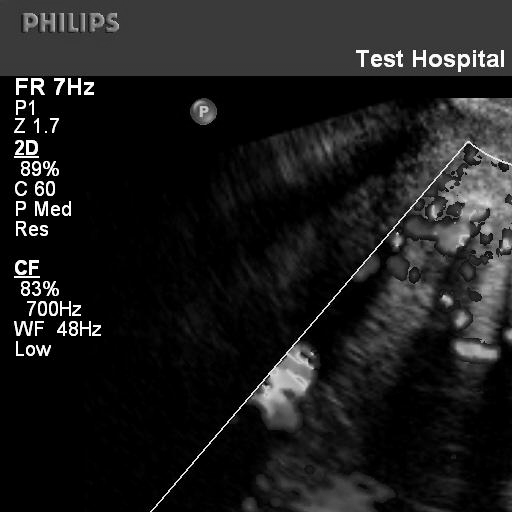 PHILIPS
Test Hospital
FR 7Hz
P1
Z 1.7
2D
89%
C 60
P Med
Res
CF
83%
700Hz
WF 48Hz
Low
P